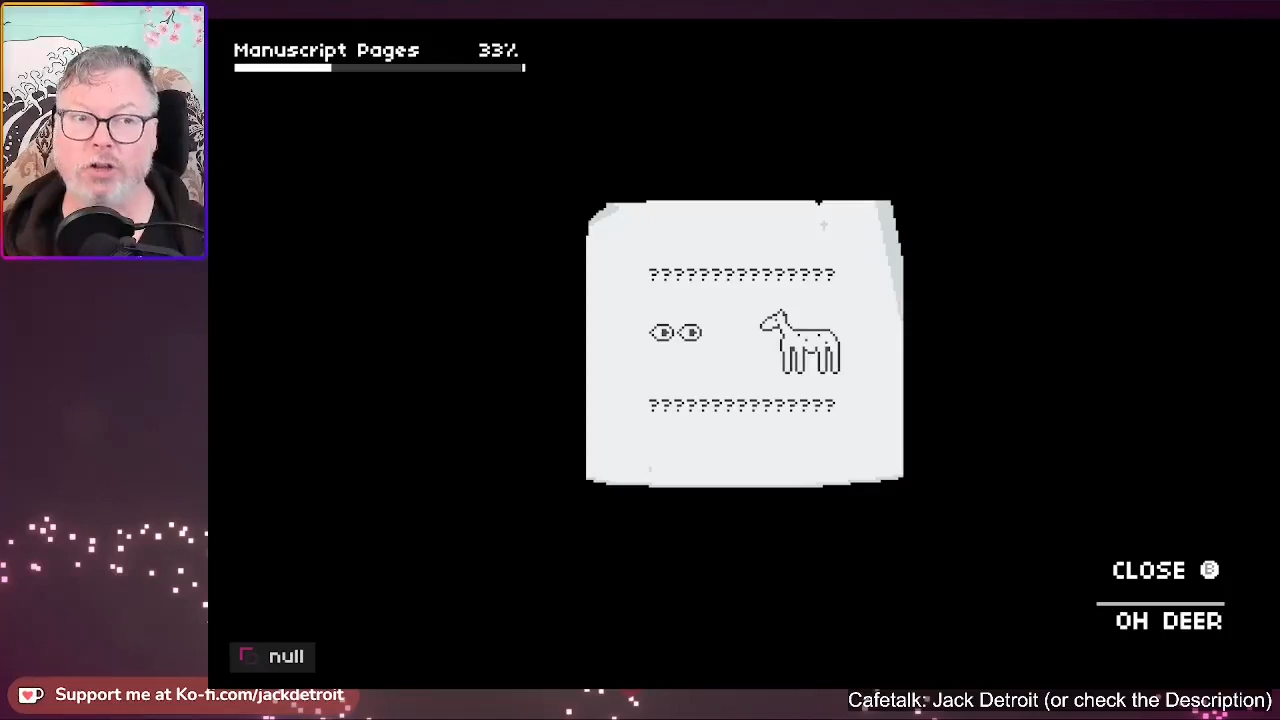 Manuscript Pages 33%
??????????????
??????????????
CLOSE B
OH DEER
null
Support me at Ko-fi.com/jackdetroit
Cafetalk: Jack Detroit (or check the Description)